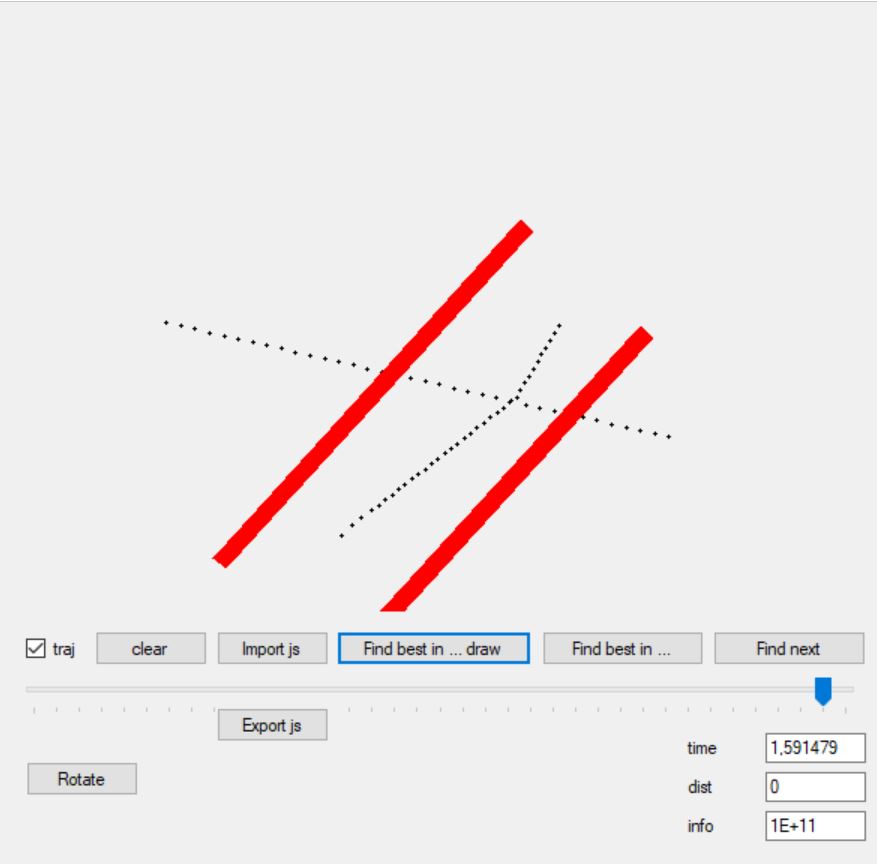 traj clear Import js Find best in ... draw Find best in ... Find next
Export js
time 1,591479
Rotate
dist 0
info 1E+11